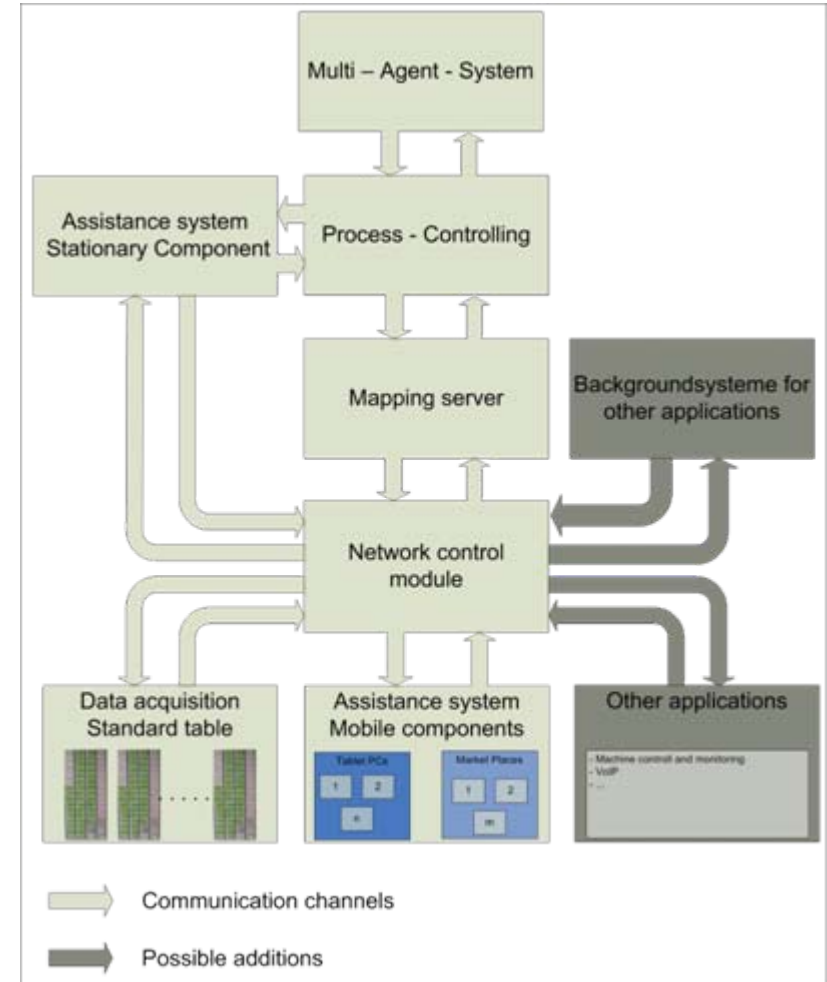 Multi – Agent - System
Assistance system
Stationary Component
Process - Controlling
Mapping server
Backgroundsysteme for
other applications
Network control
module
Data acquisition
Standard table
Assistance system
Mobile components
Tablet PCs
1 2
n
Market Places
1 2
m
Other applications
- Machine controll and monitoring
- VoIP
- ...
Communication channels
Possible additions